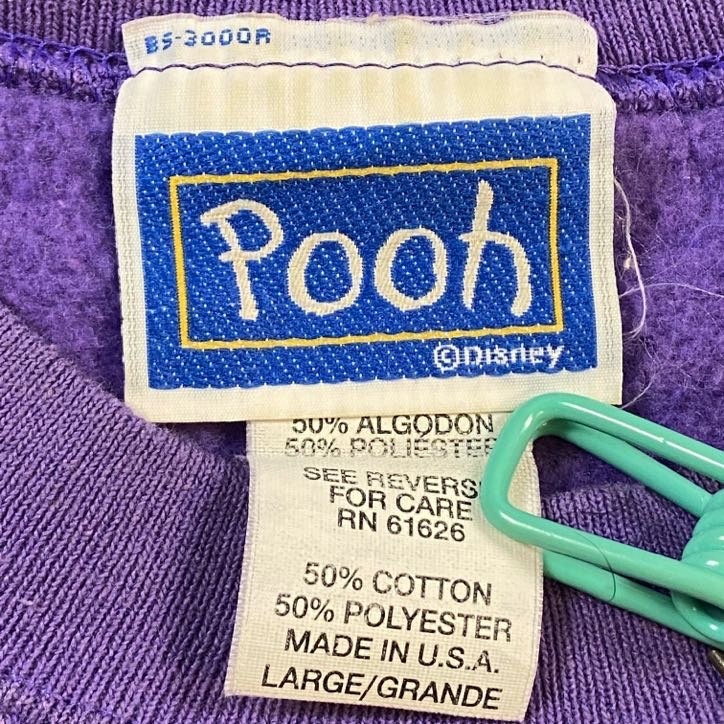 BS-3000R
Pooh
©Disney
50% ALGODON
50% POLIESTER
SEE REVERSE
FOR CARE
RN 61626
50% COTTON
50% POLYESTER
MADE IN U.S.A.
LARGE/GRANDE